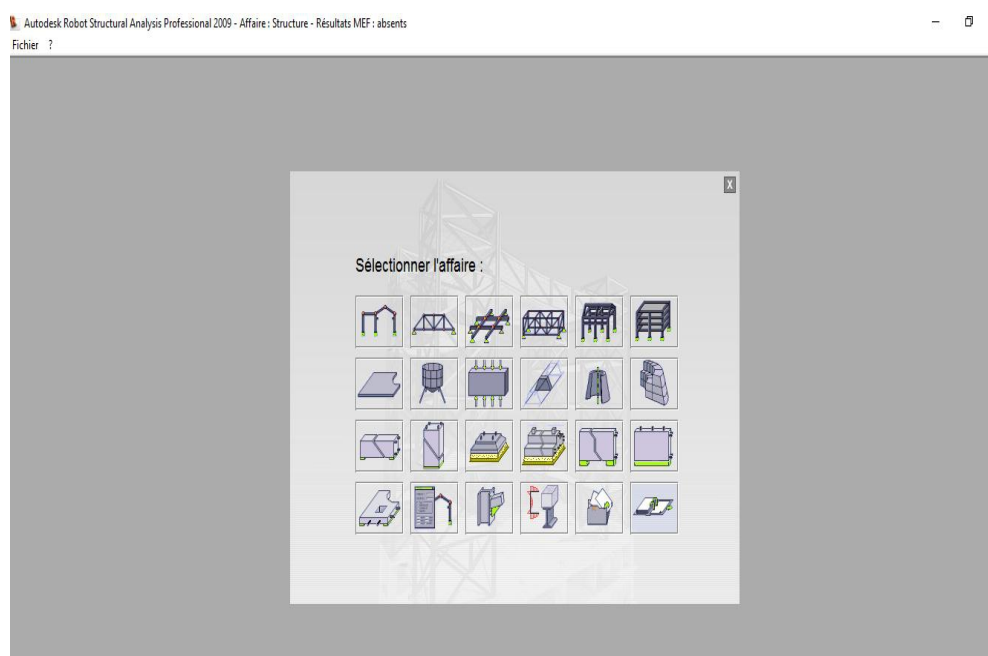 Autodesk Robot Structural Analysis Professional 2009 - Affaire : Structure - Résultats MEF : absents
Fichier ?
X
Sélectionner l'affaire :